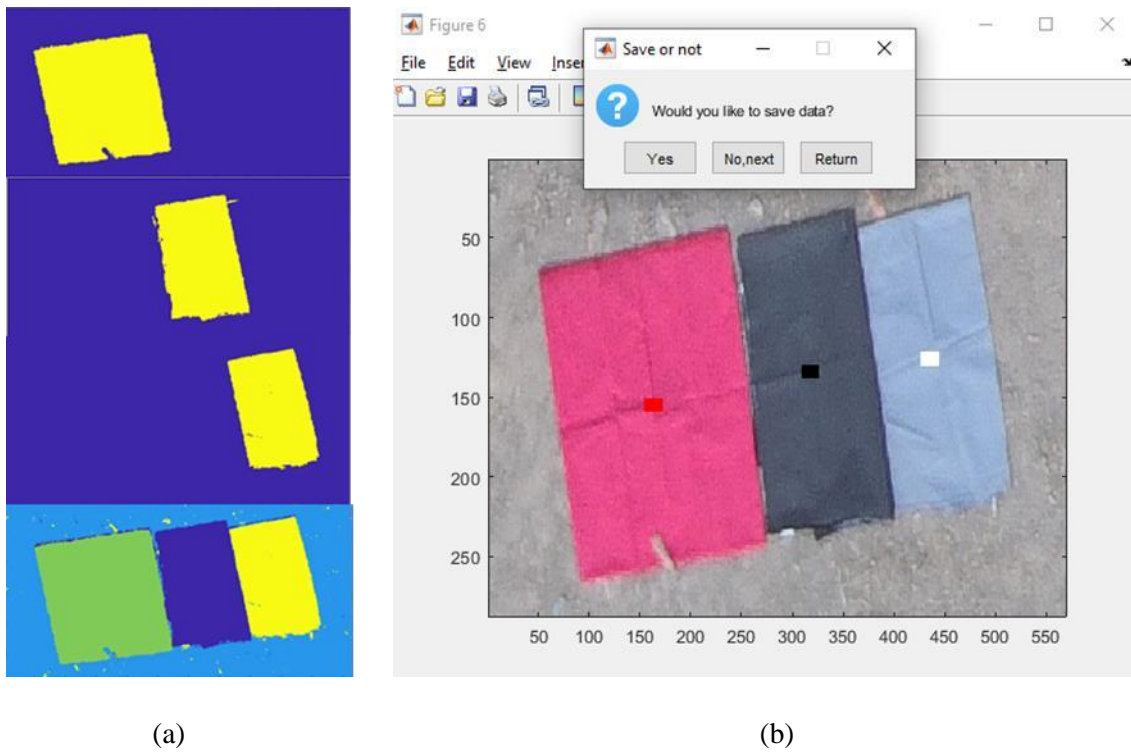 Figure 6
File Edit View Inser
Save or not
Would you like to save data?
Yes No,next Return
50
100
150
200
250
50 100 150 200 250 300 350 400 450 500 550
(a) (b)